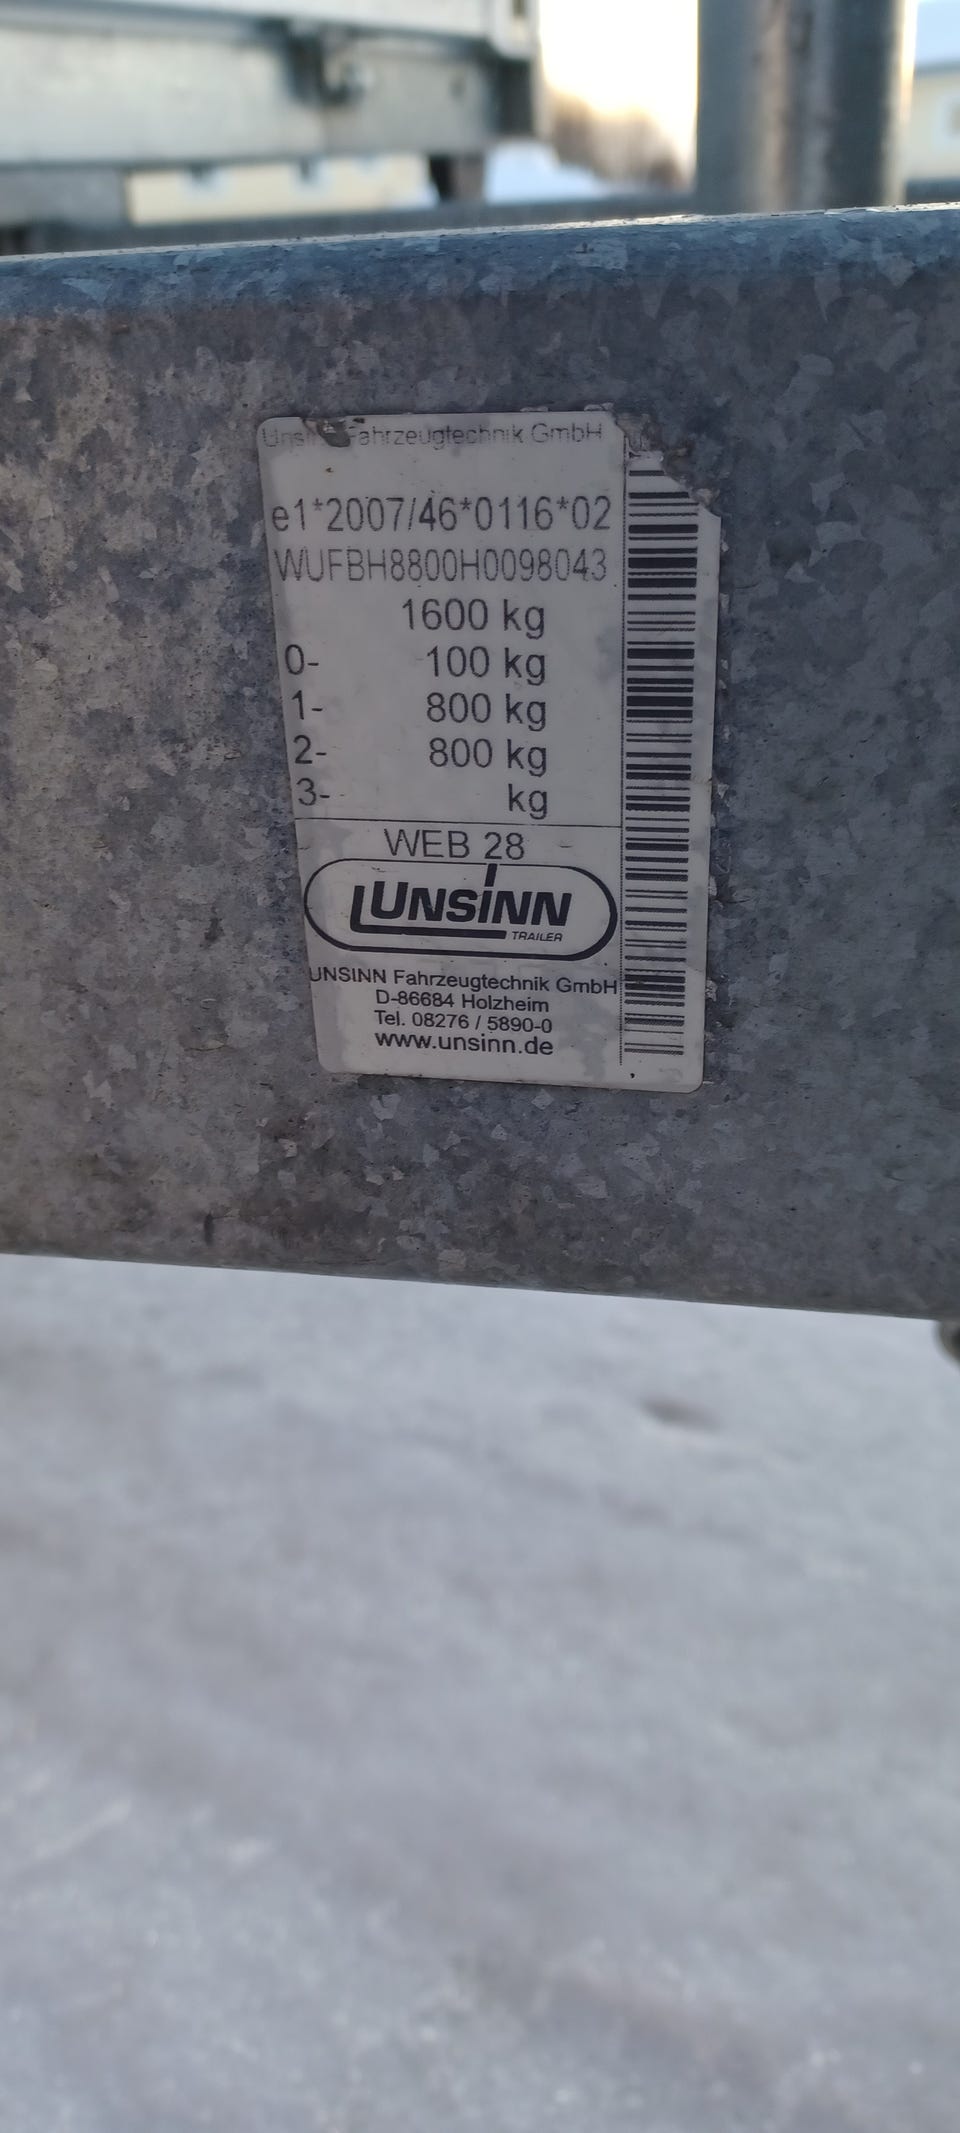 Unsinn Fahrzeugtechnik GmbH
e1*2007/46*0116*02
WUFBH8800H0098043
1600 kg
0- 100 kg
1- 800 kg
2- 800 kg
3- kg
WEB 28
UNSINN
TRAILER
UNSINN Fahrzeugtechnik GmbH
D-86684 Holzheim
Tel. 08276 / 5890-0
www.unsinn.de